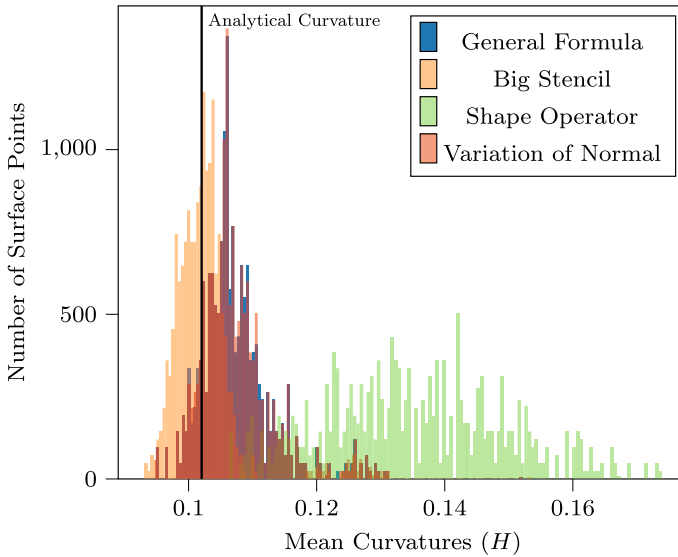 Analytical Curvature
General Formula
Big Stencil
Shape Operator
Variation of Normal
Number of Surface Points
1,000
500
0
0.1
0.12
0.14
0.16
Mean Curvatures (H)